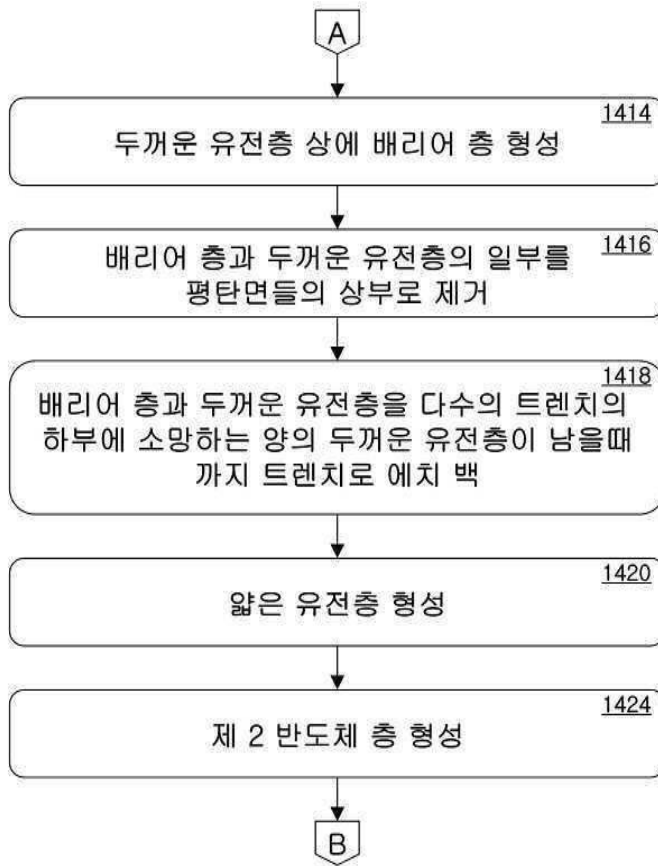 A
1414
두꺼운 유전층 상에 배리어 층 형성
1416
배리어 층과 두꺼운 유전층의 일부를
평탄면들의 상부로 제거
1418
배리어 층과 두꺼운 유전층을 다수의 트렌치의
하부에 소망하는 양의 두꺼운 유전층이 남을때
까지 트렌치로 에치 백
1420
얇은 유전층 형성
1424
제 2 반도체 층 형성
B